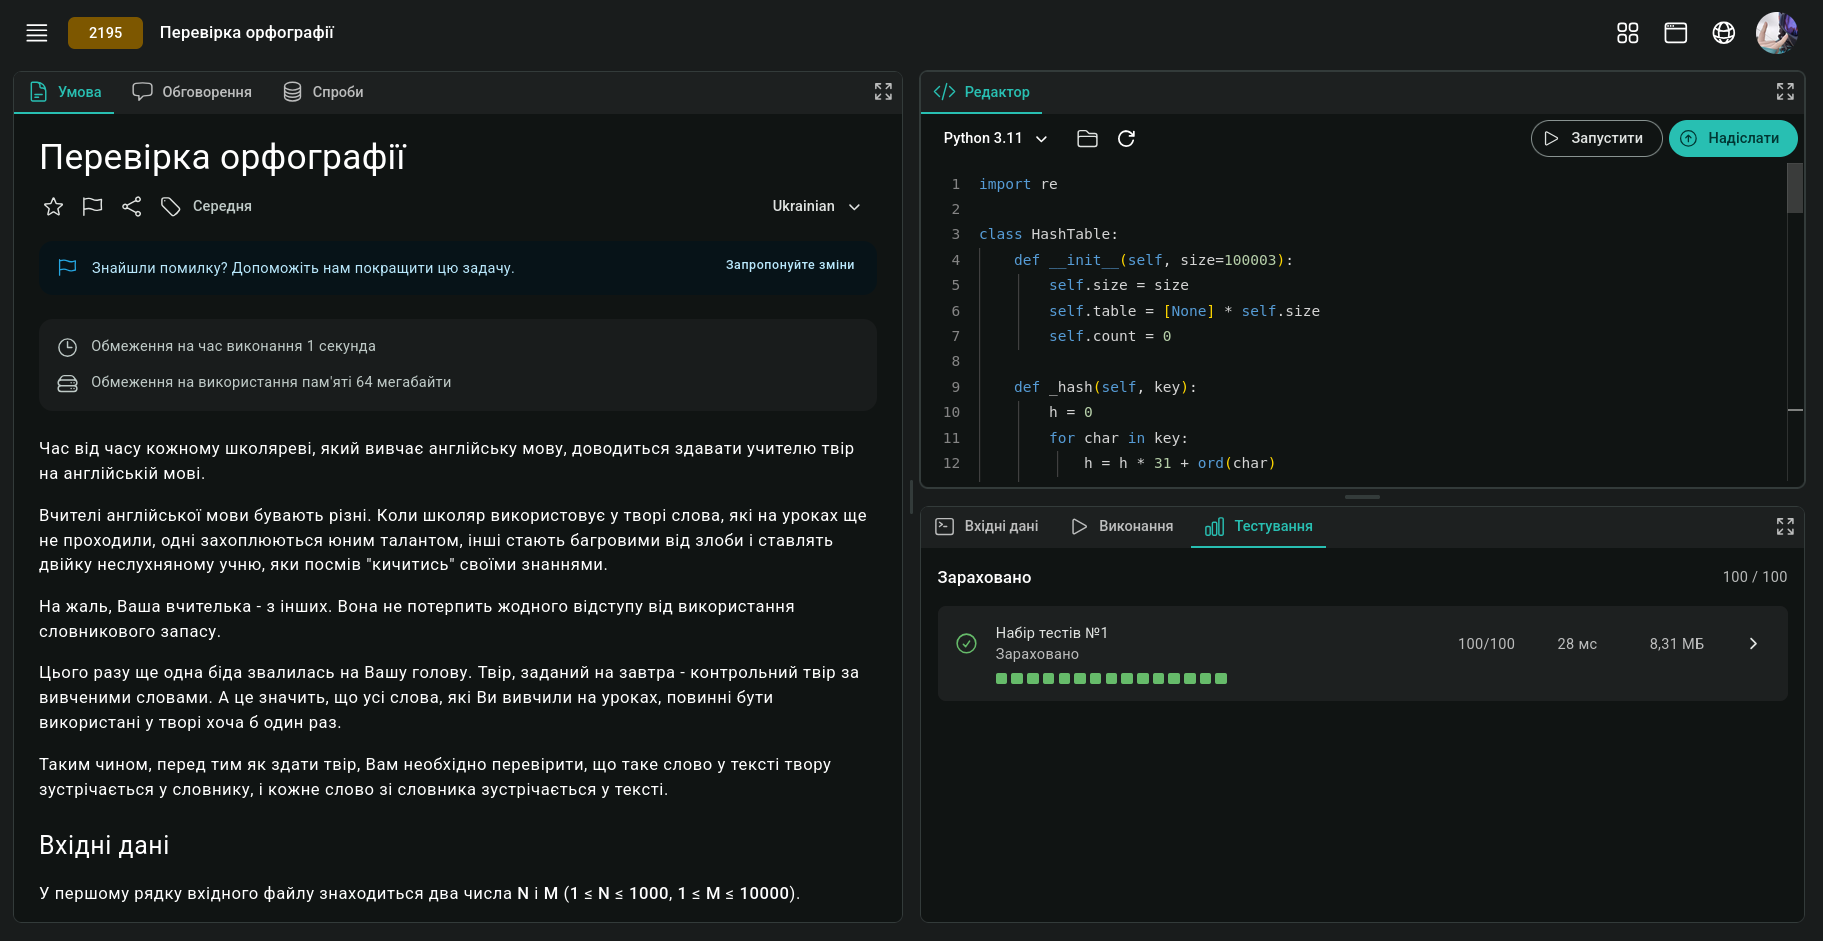 2195 Перевірка орфографії
Умова Обговорення Спроби
Перевірка орфографії
Середня Ukrainian
Знайшли помилку? Допоможіть нам покращити цю задачу. Запропонуйте зміни
Обмеження на час виконання 1 секунда
Обмеження на використання пам'яті 64 мегабайти
Час від часу кожному школяреві, який вивчає англійську мову, доводиться здавати учителю твір
на англійській мові.
Вчителі англійської мови бувають різні. Коли школяр використовує у творі слова, які на уроках ще
не проходили, одні захоплюються юним талантом, інші стають багровими від злоби і ставлять
двійку неслухняному учню, яки посмів "кичитись" своїми знаннями.
На жаль, Ваша вчителька - з інших. Вона не потерпить жодного відступу від використання
словникового запасу.
Цього разу ще одна біда звалилась на Вашу голову. Твір, заданий на завтра - контрольний твір за
вивченими словами. А це значить, що усі слова, які Ви вивчили на уроках, повинні бути
використані у творі хоча б один раз.
Таким чином, перед тим як здати твір, Вам необхідно перевірити, що таке слово у тексті твору
зустрічається у словнику, і кожне слово зі словника зустрічається у тексті.
Вхідні дані
У першому рядку вхідного файлу знаходиться два числа N і M (1 ≤ N ≤ 1000, 1 ≤ M ≤ 10000).
Редактор
Python 3.11 Запустити Надіслати
1 import re
2
3 class HashTable:
4 def __init__(self, size=100003):
5 self.size = size
6 self.table = [None] * self.size
7 self.count = 0
8
9 def _hash(self, key):
10 h = 0
11 for char in key:
12 h = h * 31 + ord(char)
Вхідні дані Виконання Тестування
Зараховано 100 / 100
Набір тестів №1
Зараховано
100/100 28 мс 8,31 МБ